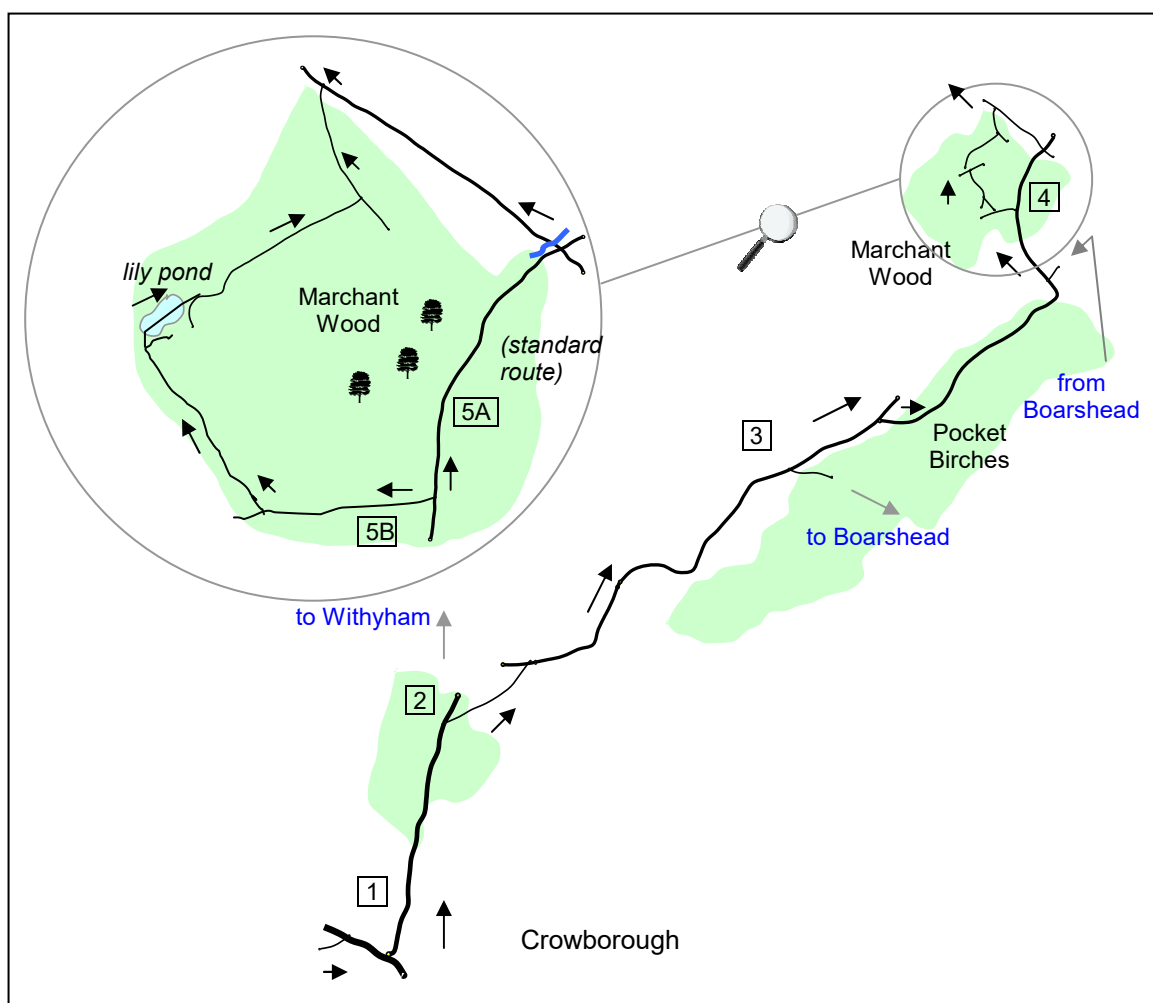 lily pond
Marchant
Wood
(standard
route)
5A
5B
4
Marchant
Wood
from
Boarshead
3
Pocket
Birches
to Boarshead
to Withyham
2
1
Crowborough